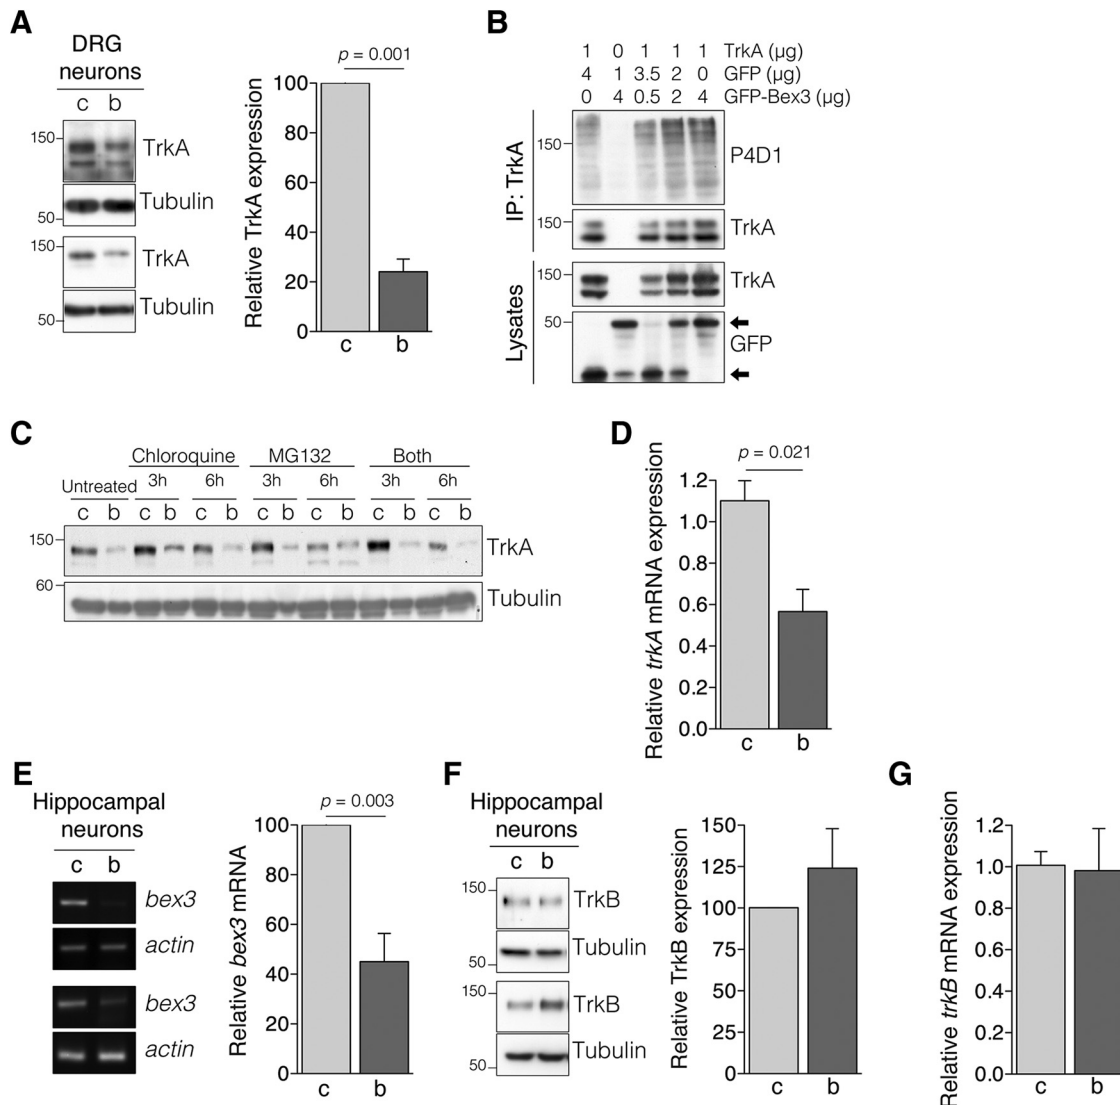 A
DRG
neurons
c b
150
TrkA
Tubulin
50
150
TrkA
Tubulin
50
p = 0.001
Relative TrkA expression
100
80
60
40
20
0
c b
B
1 0 1 1 1 TrkA (µg)
4 1 3.5 2 0 GFP (µg)
0 4 0.5 2 4 GFP-Bex3 (µg)
IP: TrkA
150
P4D1
150
TrkA
Lysates
150
TrkA
50
GFP
C
Chloroquine MG132 Both
Untreated 3h 6h 3h 6h 3h 6h
c b c b c b c b c b c b c b
150
TrkA
60
Tubulin
D
p = 0.021
Relative trkA mRNA expression
1.2
1.2
0.8
0.6
0.4
0.2
0.0
c b
E
Hippocampal
neurons
c b
bex3
actin
bex3
actin
p = 0.003
Relative bex3 mRNA
100
80
60
40
20
0
c b
F
Hippocampal
neurons
c b
150
TrkB
Tubulin
50
150
TrkB
Tubulin
50
Relative TrkB expression
150
125
100
75
50
25
0
c b
G
Relative trkB mRNA expression
1.2
1.0
0.8
0.6
0.4
0.2
0.0
c b